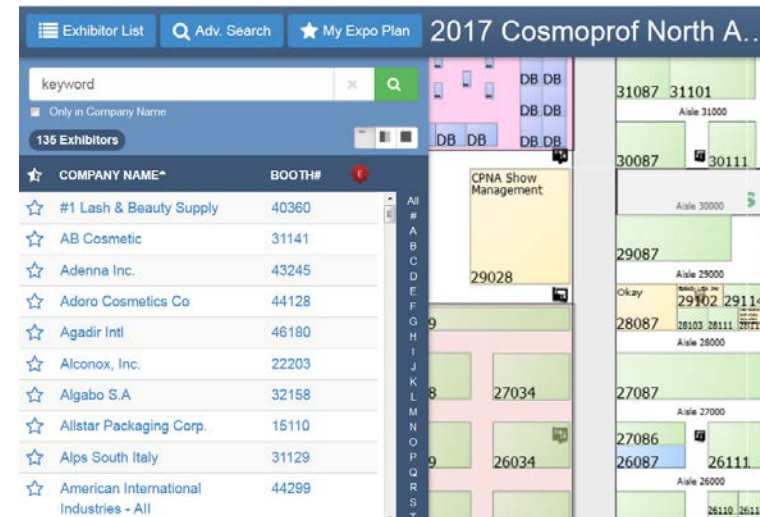 Exhibitor List
Adv. Search
My Expo Plan
2017 Cosmoprof North A...
keyword
Only in Company Name
135 Exhibitors
COMPANY NAME
BOOTH#
#1 Lash & Beauty Supply 40360
AB Cosmetic 31141
Adenna Inc. 43245
Adoro Cosmetics Co 44128
Agadir Intl 46180
Alconox, Inc. 22203
Algabo S.A 32158
Allstar Packaging Corp. 15110
Alps South Italy 31129
American International
Industries - All 44299
All
#
A
B
C
D
E
F
G
H
I
J
K
L
M
N
O
P
Q
R
S
DB DB
DB DB
DB DB DB DB
31087 31101
Aisle 31000
30087 30111
CPNA Show
Management
29028
Aisle 30000
S
29087
Aisle 29000
Okay
29102 29114
28087 28103 28111
Aisle 28000
9
8 27034
27087
Aisle 27000
27086
9 26034
26087 26111
Aisle 26000
26110